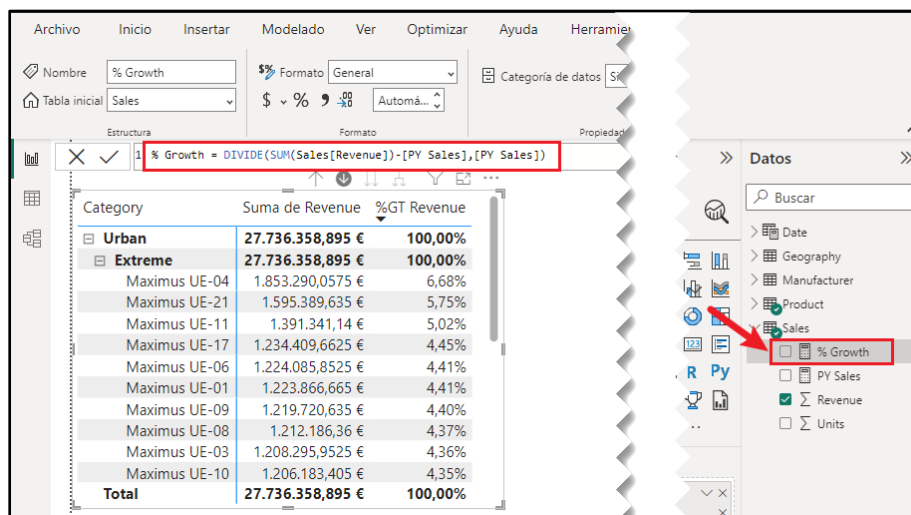 Archivo Inicio Insertar Modelado Ver Optimizar Ayuda
Nombre % Growth
$% Formato General
Categoría de datos
Tabla inicial Sales
$ % 9 Automá...
Estructura Formato
1 % Growth = DIVIDE(SUM(Sales[Revenue])-[PY Sales],[PY Sales])
Category Suma de Revenue %GT Revenue
Urban 27.736.358,895 € 100,00%
Extreme 27.736.358,895 € 100,00%
Maximus UE-04 1.853.290,0575 € 6,68%
Maximus UE-21 1.595.389,635 € 5,75%
Maximus UE-11 1.391.341,14 € 5,02%
Maximus UE-17 1.234.409,6625 € 4,45%
Maximus UE-06 1.224.085,8525 € 4,41%
Maximus UE-01 1.223.866,665 € 4,41%
Maximus UE-09 1.219.720,635 € 4,40%
Maximus UE-08 1.212.186,36 € 4,37%
Maximus UE-03 1.208.295,9525 € 4,36%
Maximus UE-10 1.206.183,405 € 4,35%
Total 27.736.358,895 € 100,00%
123
R Py
Datos
Buscar
Date
Geography
Manufacturer
Product
Sales
% Growth
PY Sales
Revenue
Units